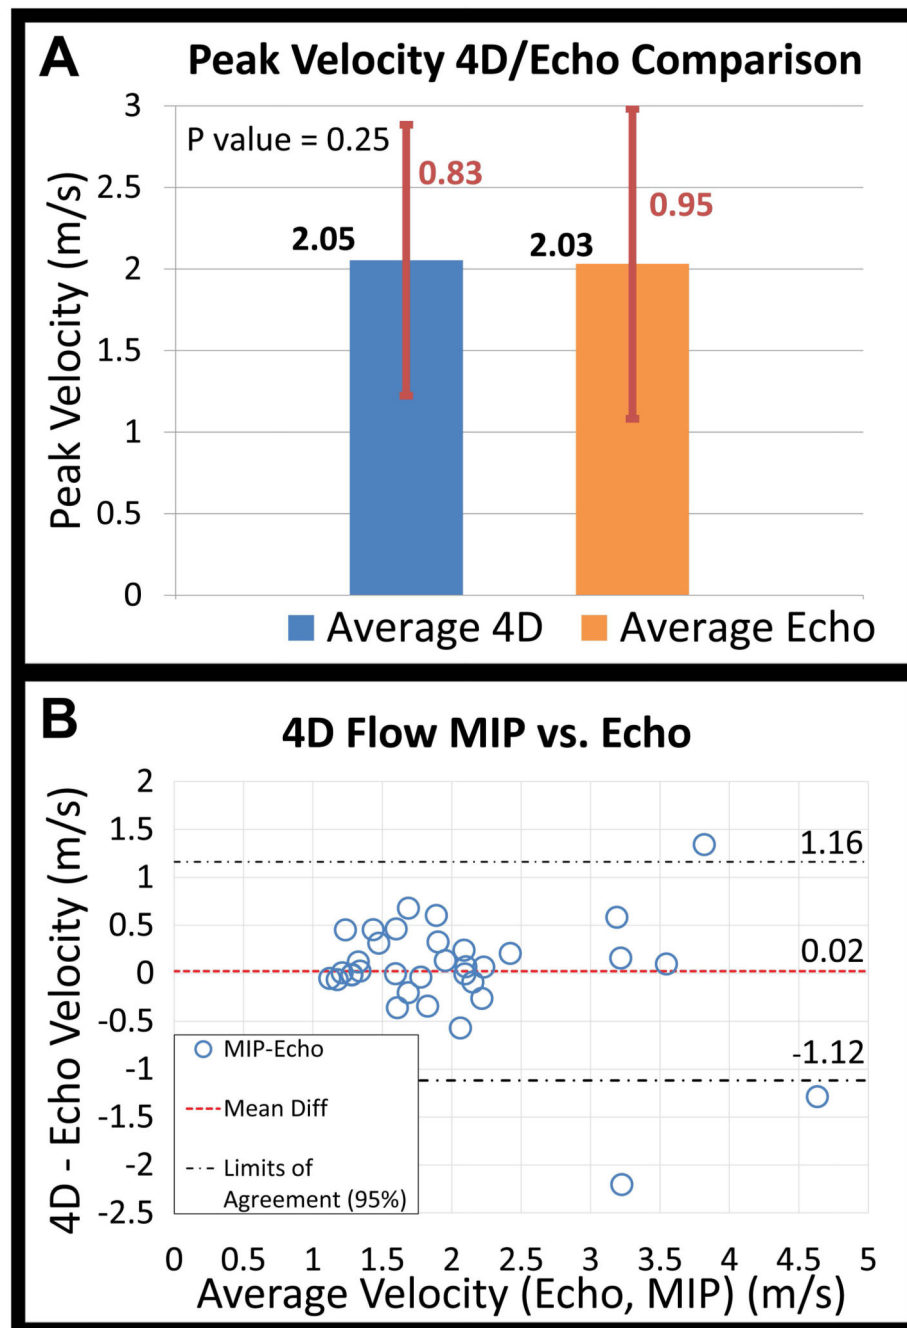 A
Peak Velocity 4D/Echo Comparison
Peak Velocity (m/s)
3
2.5
2
1.5
1
0.5
0
P value = 0.25
0.83
0.95
2.05
2.03
Average 4D
Average Echo
B
4D Flow MIP vs. Echo
4D - Echo Velocity (m/s)
2
1.5
1
0.5
0
-0.5
-1
-1.5
-2
-2.5
1.16
0.02
-1.12
MIP-Echo
Mean Diff
Limits of
Agreement (95%)
0 0.5 1 1.5 2 2.5 3 3.5 4 4.5 5
Average Velocity (Echo, MIP) (m/s)